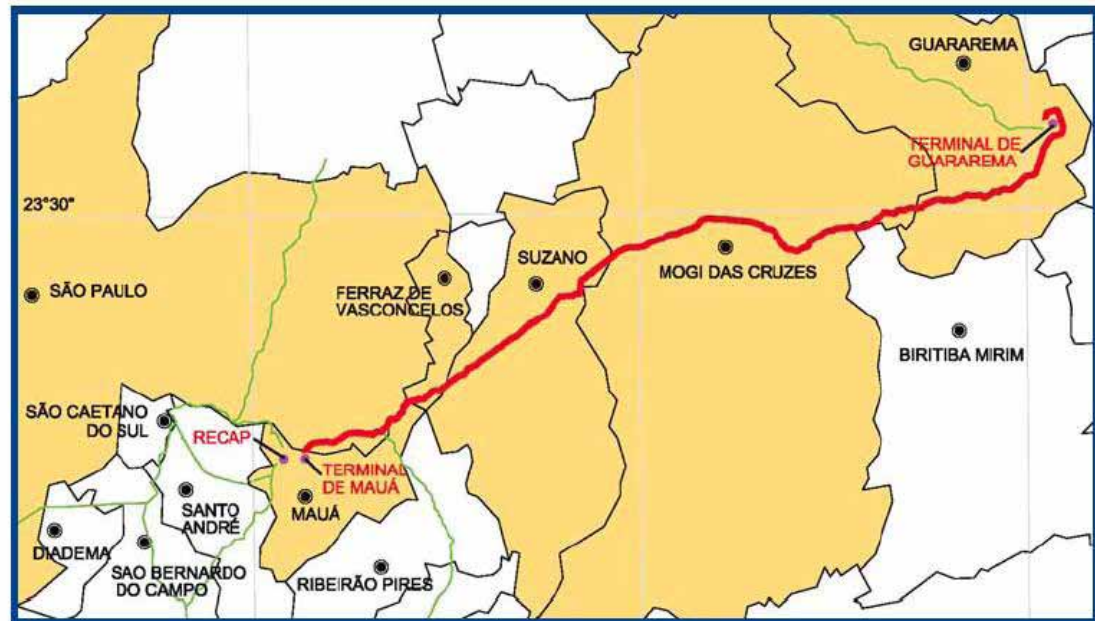 GUARAREMA
TERMINAL DE
GUARAREMA
23°30"
SUZANO
MOGI DAS CRUZES
SÃO PAULO
FERRAZ DE
VASCONCELOS
BIRITIBA MIRIM
SÃO CAETANO
DO SUL
RECAP
TERMINAL
DE MAUÁ
SANTO
ANDRÉ
MAUÁ
DIADEMA
SAO BERNARDO
DO CAMPO
RIBEIRÃO PIRES